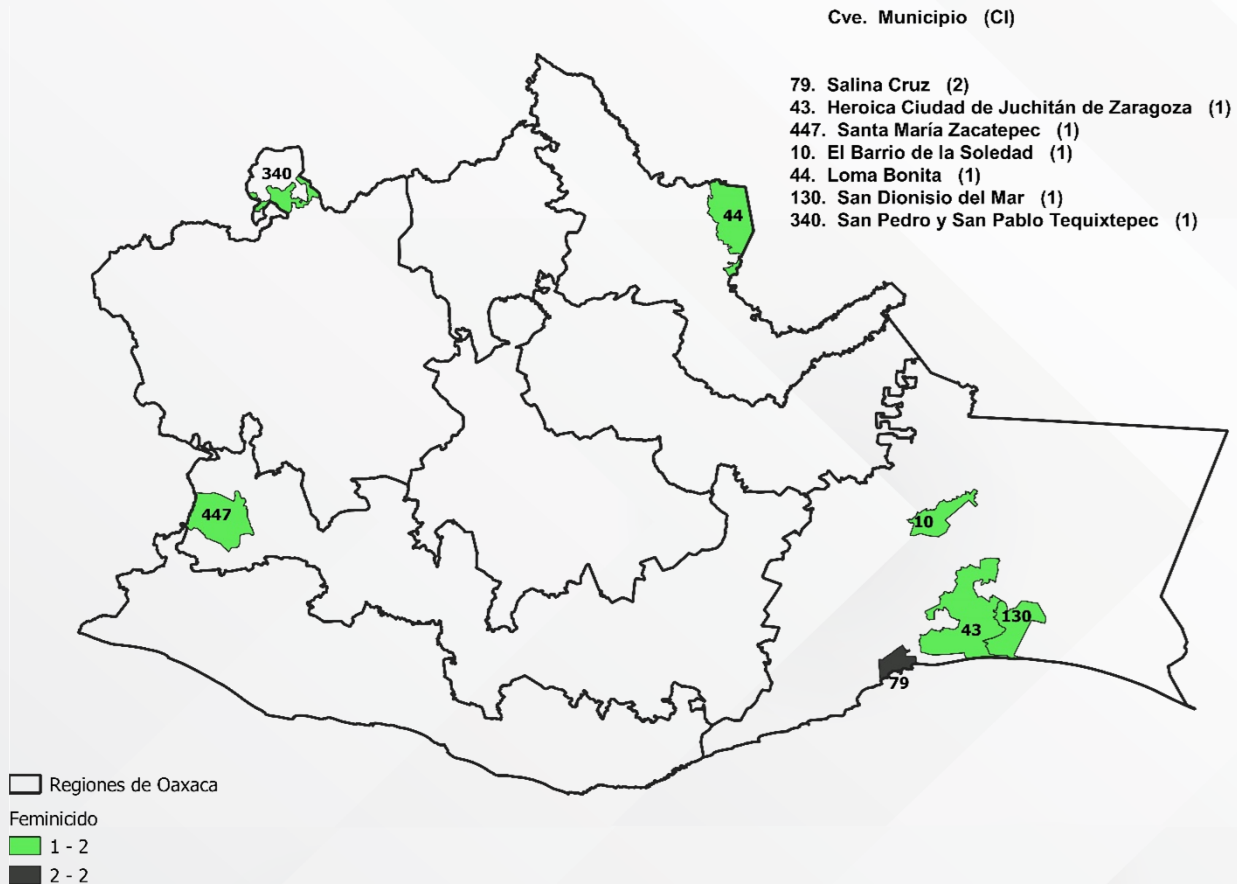 Cve. Municipio (CI)
79. Salina Cruz (2)
43. Heroica Ciudad de Juchitán de Zaragoza (1)
447. Santa María Zacatepec (1)
10. El Barrio de la Soledad (1)
44. Loma Bonita (1)
130. San Dionisio del Mar (1)
340. San Pedro y San Pablo Tequixtepec (1)
340
44
447
10
130
43
79
Regiones de Oaxaca
Feminicido
1 - 2
2 - 2